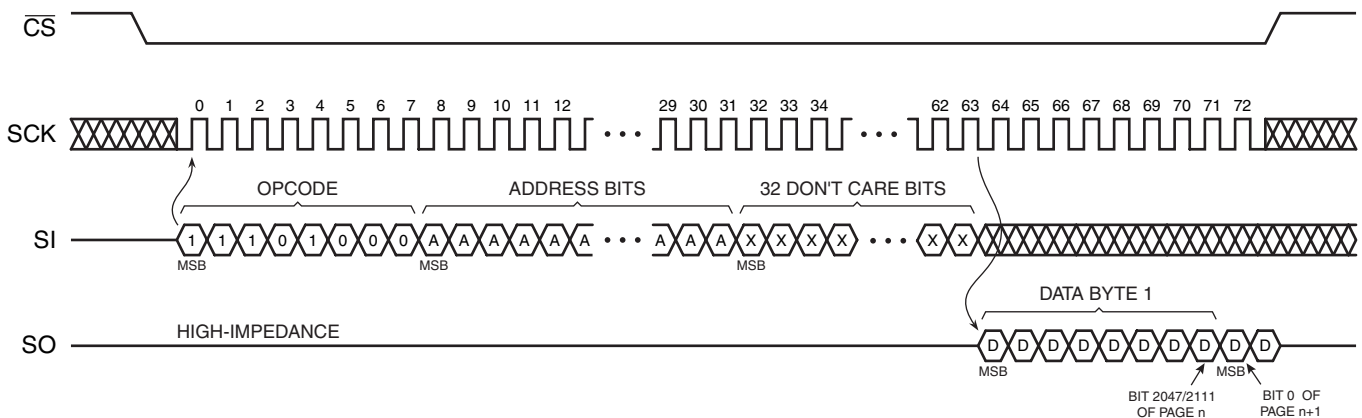 CS
0 1 2 3 4 5 6 7 8 9 10 11 12 29 30 31 32 33 34 62 63 64 65 66 67 68 69 70 71 72
SCK
OPCODE ADDRESS BITS 32 DON'T CARE BITS
SI 1 1 1 0 1 0 0 0 A A A A A A A A A X X X X X X
MSB MSB MSB
DATA BYTE 1
HIGH-IMPEDANCE
SO D D D D D D D D D D
MSB MSB
BIT 2047/2111 OF PAGE n
BIT 0 OF PAGE n+1